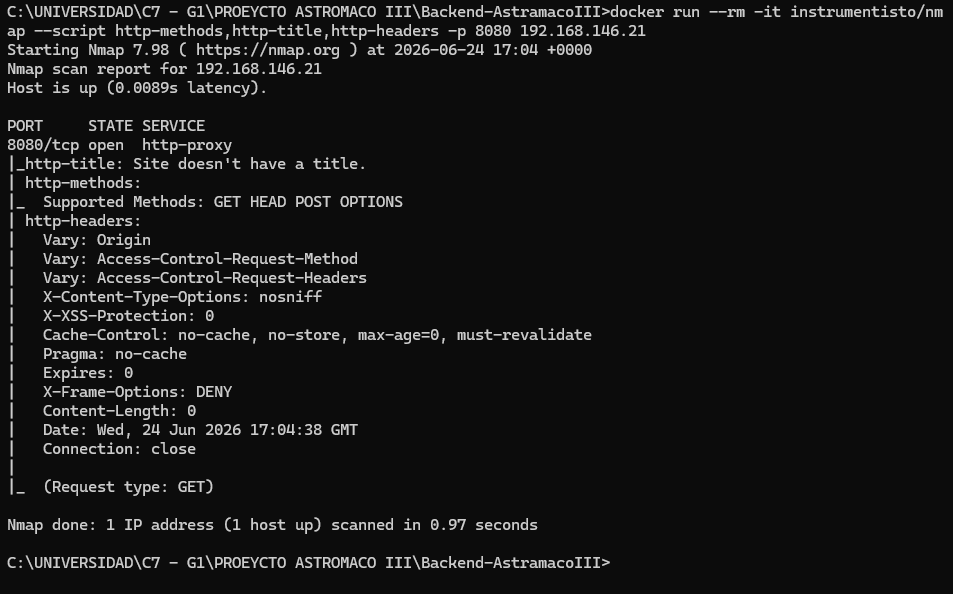 C:\UNIVERSIDAD\C7 - G1\PROEYCTO ASTROMACO III\Backend-AstramacoIII>docker run --rm -it instrumentisto/nm
ap --script http-methods,http-title,http-headers -p 8080 192.168.146.21
Starting Nmap 7.98 ( https://nmap.org ) at 2026-06-24 17:04 +0000
Nmap scan report for 192.168.146.21
Host is up (0.0089s latency).

PORT     STATE SERVICE
8080/tcp open  http-proxy
|_http-title: Site doesn't have a title.
| http-methods:
|_  Supported Methods: GET HEAD POST OPTIONS
| http-headers:
|   Vary: Origin
|   Vary: Access-Control-Request-Method
|   Vary: Access-Control-Request-Headers
|   X-Content-Type-Options: nosniff
|   X-XSS-Protection: 0
|   Cache-Control: no-cache, no-store, max-age=0, must-revalidate
|   Pragma: no-cache
|   Expires: 0
|   X-Frame-Options: DENY
|   Content-Length: 0
|   Date: Wed, 24 Jun 2026 17:04:38 GMT
|   Connection: close
|
|_  (Request type: GET)

Nmap done: 1 IP address (1 host up) scanned in 0.97 seconds

C:\UNIVERSIDAD\C7 - G1\PROEYCTO ASTROMACO III\Backend-AstramacoIII>